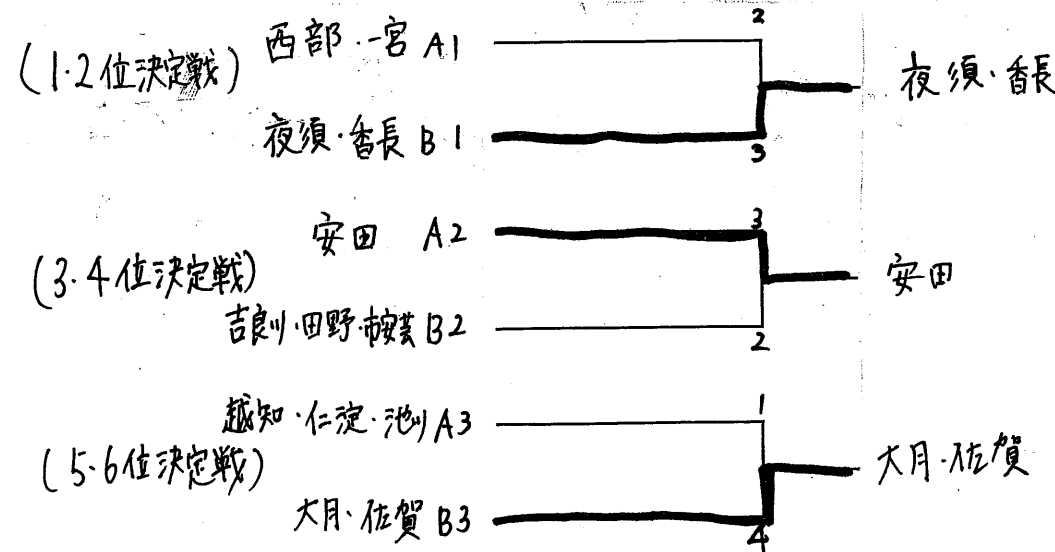 西部・一宮 A1
2
(1・2位決定戦)
夜須・香長
夜須・香長 B1
3
安田 A2
3
(3・4位決定戦)
安田
吉良川・田野・市安芸 B2
2
越知・仁淀・池川 A3
1
(5・6位決定戦)
大月・佐賀
大月・佐賀 B3
4